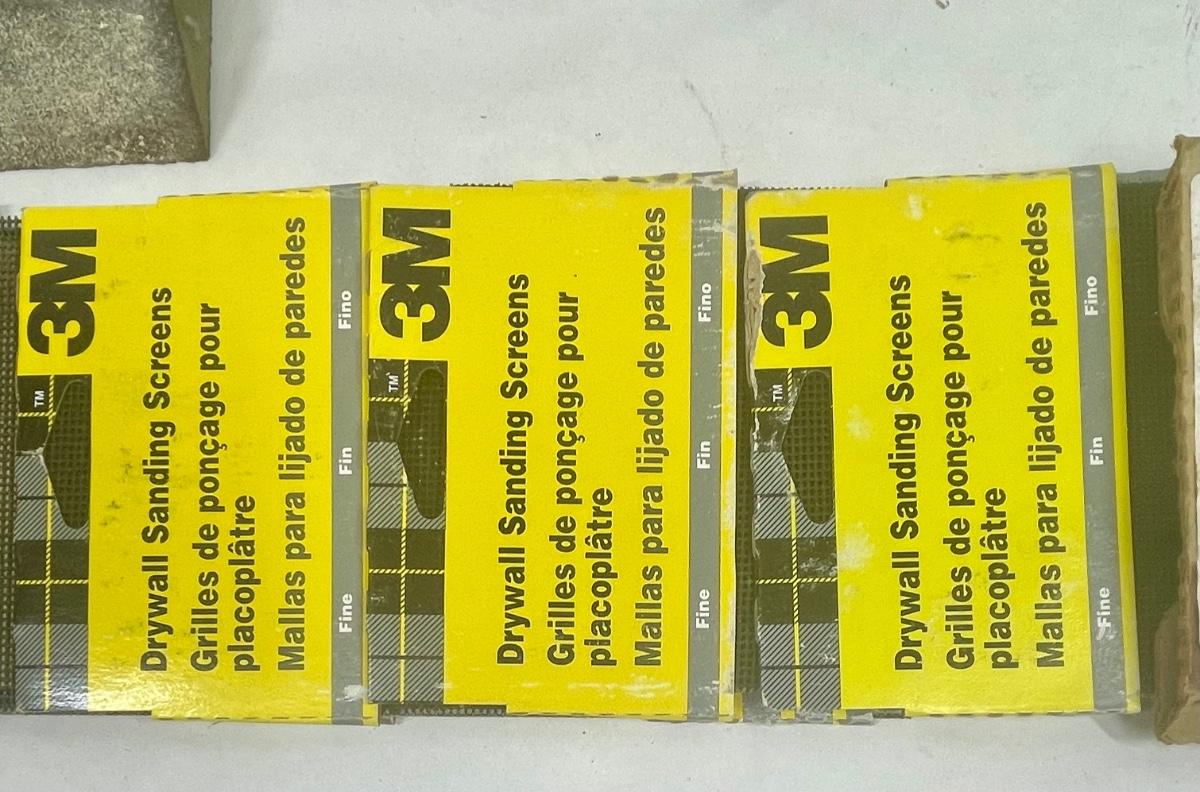 3M
TM
Drywall Sanding Screens
Grilles de ponçage pour
placoplâtre
Mallas para lijado de paredes
Fine Fin Fino
3M
TM
Drywall Sanding Screens
Grilles de ponçage pour
placoplâtre
Mallas para lijado de paredes
Fine Fin Fino
3M
TM
Drywall Sanding Screens
Grilles de ponçage pour
placoplâtre
Mallas para lijado de paredes
Fine Fin Fino